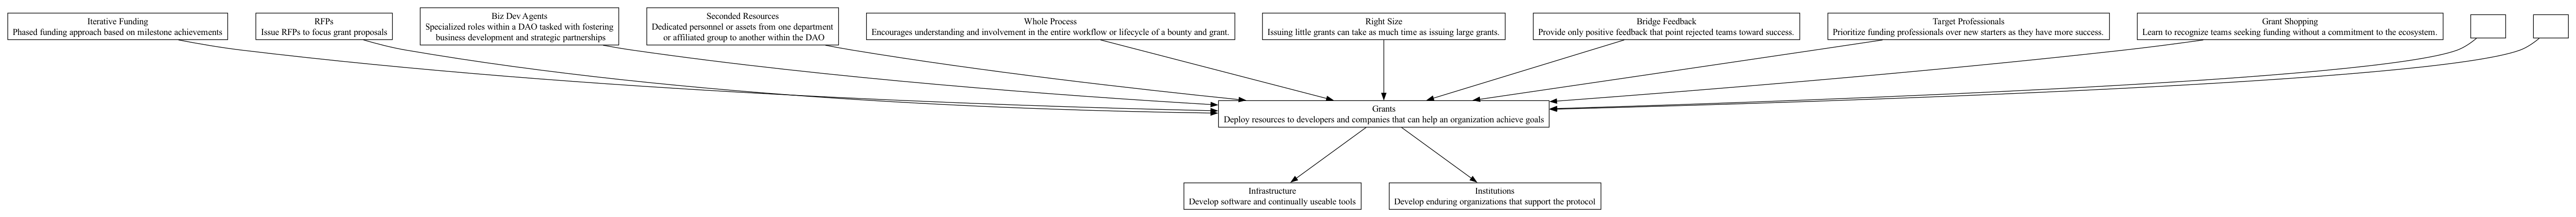 Iterative Funding
Phased funding approach based on milestone achievements
RFPs
Issue RFPs to focus grant proposals
Biz Dev Agents
Specialized roles within a DAO tasked with fostering
business development and strategic partnerships
Seconded Resources
Dedicated personnel or assets from one department
or affiliated group to another within the DAO
Whole Process
Encourages understanding and involvement in the entire workflow or lifecycle of a bounty and grant.
Right Size
Issuing little grants can take as much time as issuing large grants.
Bridge Feedback
Provide only positive feedback that point rejected teams toward success.
Target Professionals
Prioritize funding professionals over new starters as they have more success.
Grant Shopping
Learn to recognize teams seeking funding without a commitment to the ecosystem.
Grants
Deploy resources to developers and companies that can help an organization achieve goals
Infrastructure
Develop software and continually useable tools
Institutions
Develop enduring organizations that support the protocol